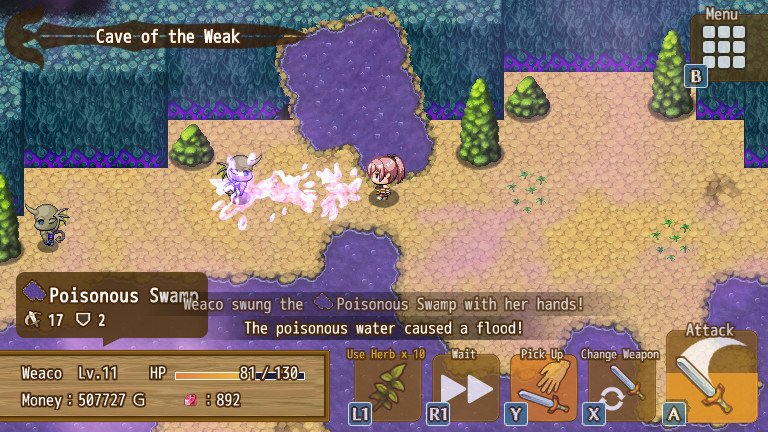 Menu
Cave of the Weak
B
Poisonous Swamp
17 2
Weaco swung the Poisonous Swamp with her hands!
The poisonous water caused a flood!
Attack
Use Herb x 10
Wait
Pick Up
Change Weapon
Weaco Lv.11 HP 81/130
Money：507727 G ：892
L1
R1
Y
X
A